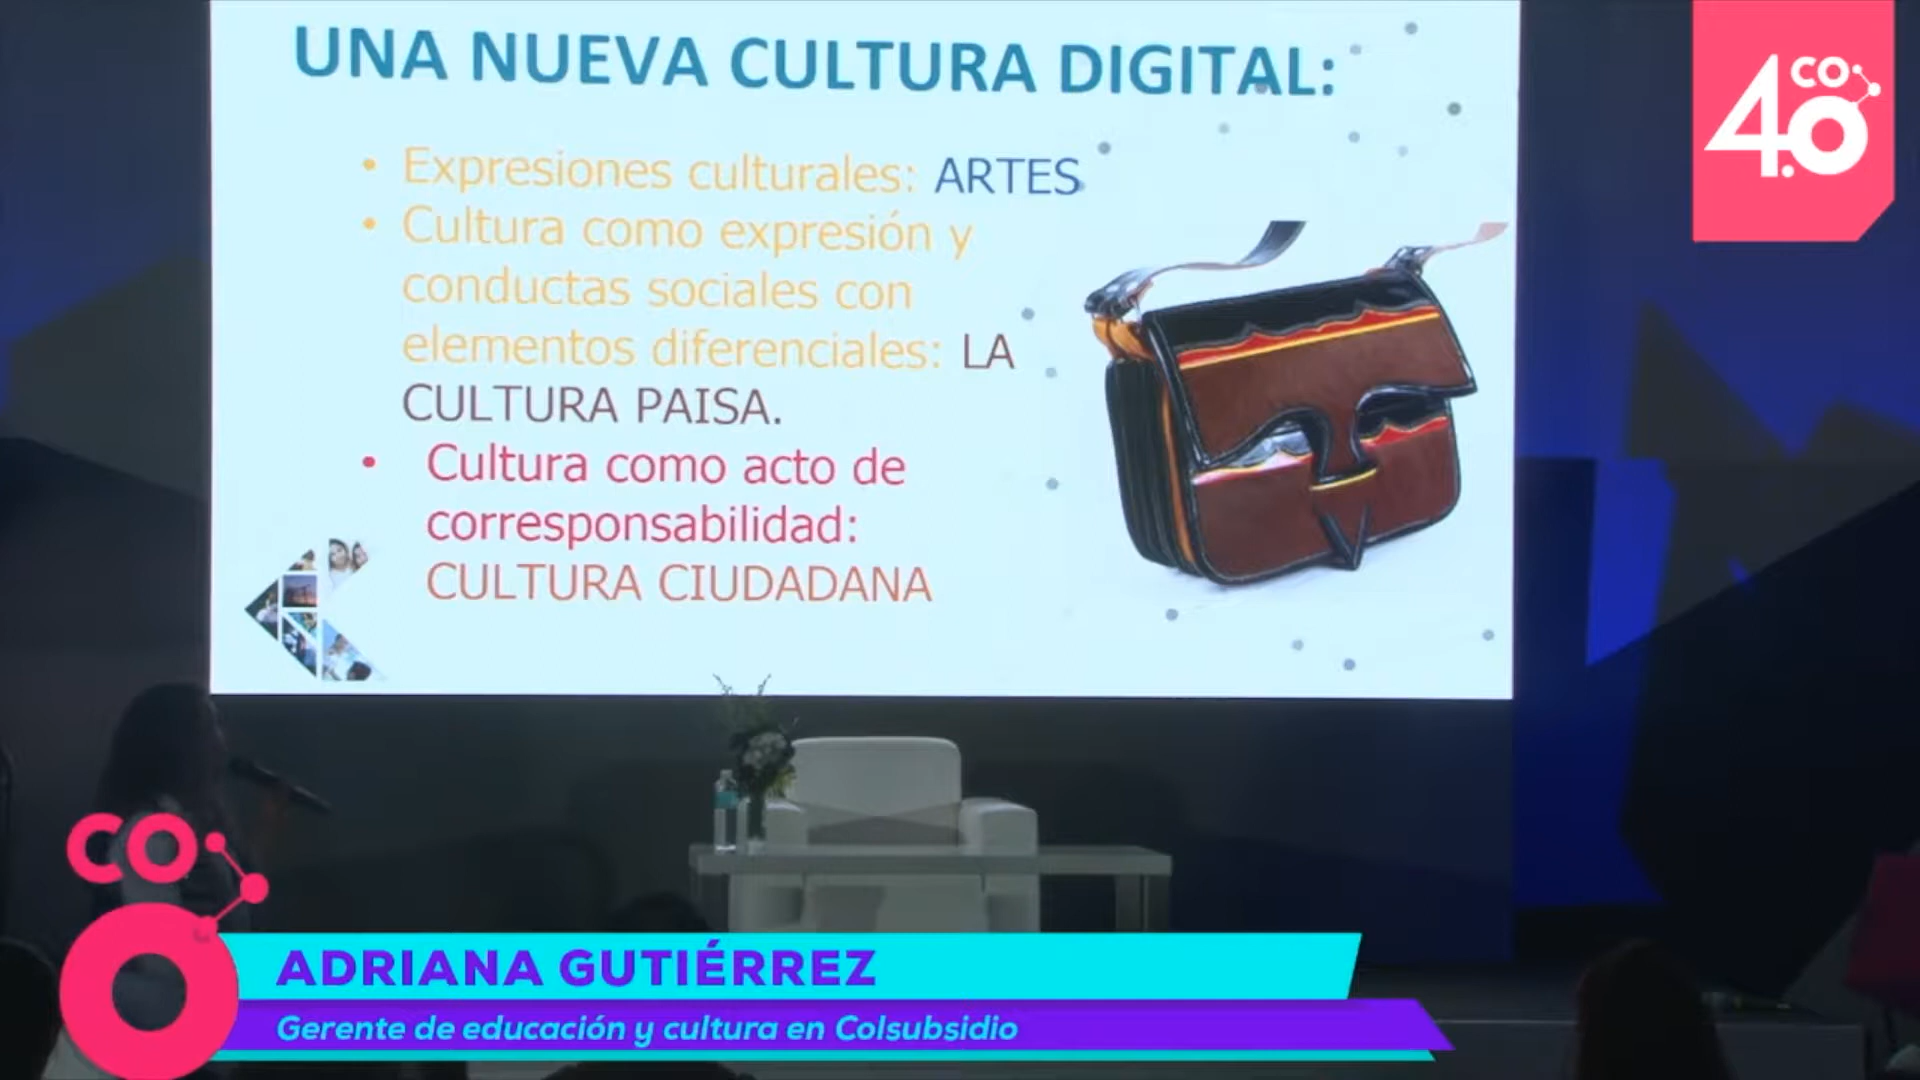 UNA NUEVA CULTURA DIGITAL:
• Expresiones culturales: ARTES
• Cultura como expresión y
conductas sociales con
elementos diferenciales: LA
CULTURA PAISA.
• Cultura como acto de
corresponsabilidad:
CULTURA CIUDADANA
CO
4.0
CO
ADRIANA GUTIÉRREZ
Gerente de educación y cultura en Colsubsidio